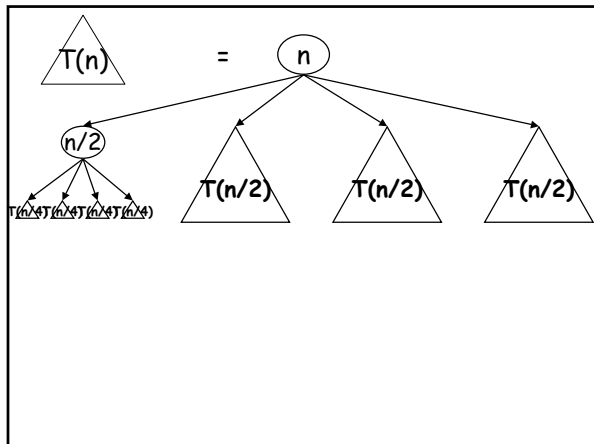 T(n) = n
n/2 T(n/2) T(n/2) T(n/2)
T(n/4) T(n/4) T(n/4) T(n/4)